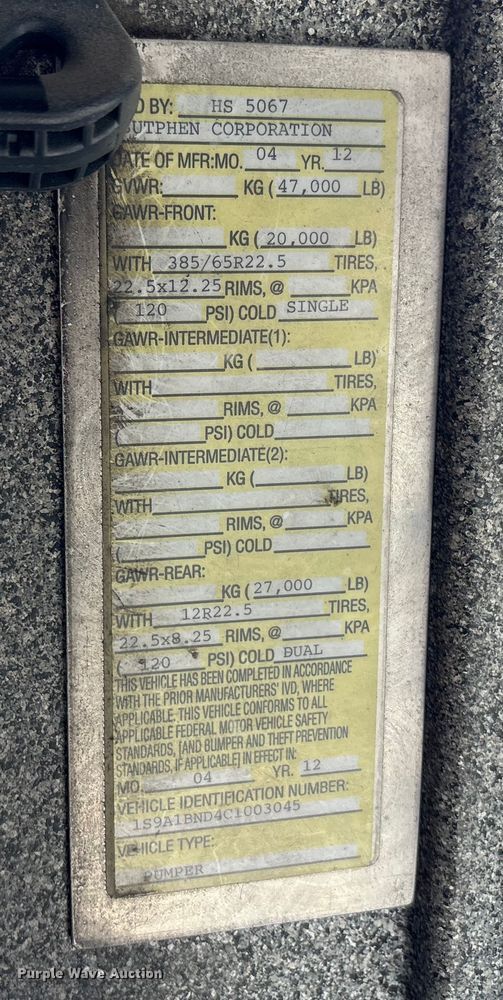 D BY: HS 5067
SUTPHEN CORPORATION
DATE OF MFR:MO. 04 YR. 12
GVWR: KG ( 47,000 LB)
GAWR-FRONT:
KG ( 20,000 LB)
WITH 385/65R22.5 TIRES,
22.5x12.25 RIMS, @ KPA
( 120 PSI) COLD SINGLE
GAWR-INTERMEDIATE(1):
KG ( LB)
WITH TIRES,
RIMS, @ KPA
( PSI) COLD
GAWR-INTERMEDIATE(2):
KG ( LB)
WITH TIRES,
RIMS, @ KPA
( PSI) COLD
GAWR-REAR:
KG ( 27,000 LB)
WITH 12R22.5 TIRES,
22.5x8.25 RIMS, @ KPA
( 120 PSI) COLD DUAL
THIS VEHICLE HAS BEEN COMPLETED IN ACCORDANCE
WITH THE PRIOR MANUFACTURERS' IVD, WHERE
APPLICABLE, THIS VEHICLE CONFORMS TO ALL
APPLICABLE FEDERAL MOTOR VEHICLE SAFETY
STANDARDS, [AND BUMPER AND THEFT PREVENTION
STANDARDS, IF APPLICABLE] IN EFFECT IN:
MO. 04 YR. 12
VEHICLE IDENTIFICATION NUMBER:
1S9A1BND4C1003045
VEHICLE TYPE:
PUMPER
Purple Wave Auction